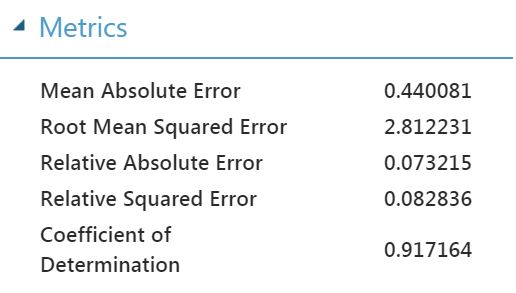 Metrics
Mean Absolute Error 0.440081
Root Mean Squared Error 2.812231
Relative Absolute Error 0.073215
Relative Squared Error 0.082836
Coefficient of
Determination 0.917164